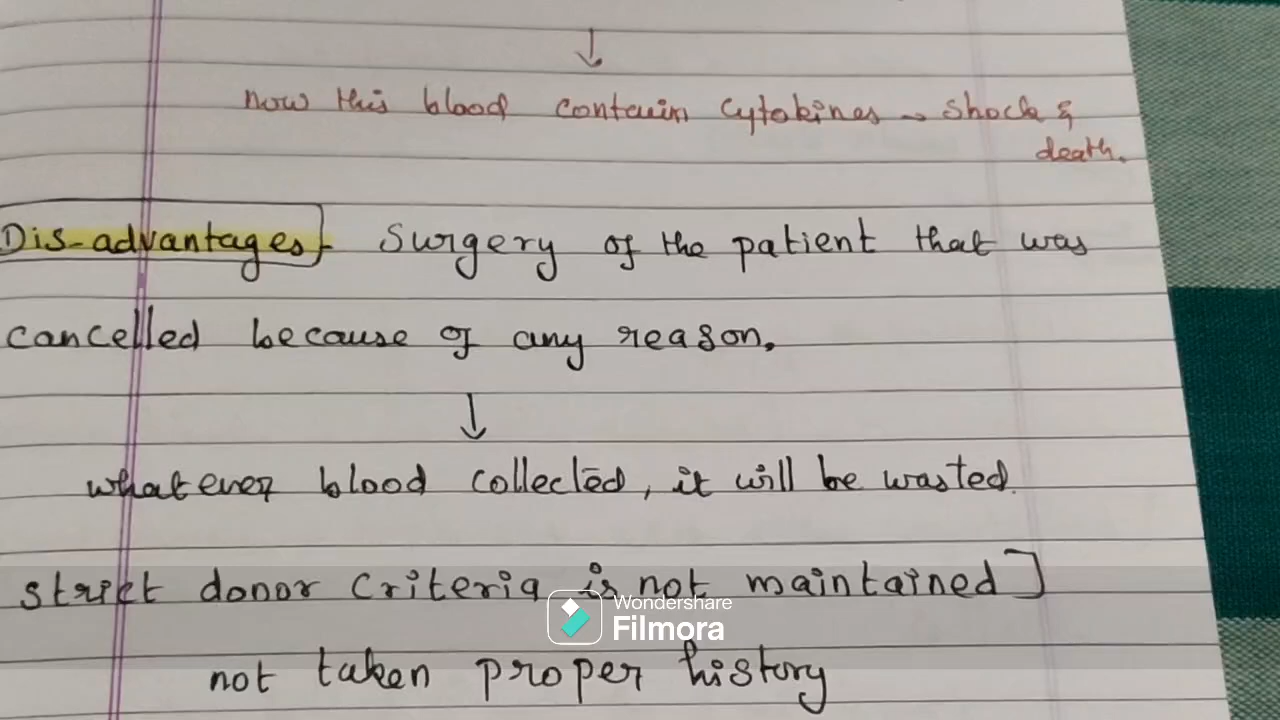 ↓
now this blood contain cytokines → shock &
death.
Dis-advantages- Surgery of the patient that was
cancelled because of any reason.
↓
whatever blood collectēd, it will be wasted.
strict donor criteria is not maintained]
Wondershare
Filmora
not taken proper history